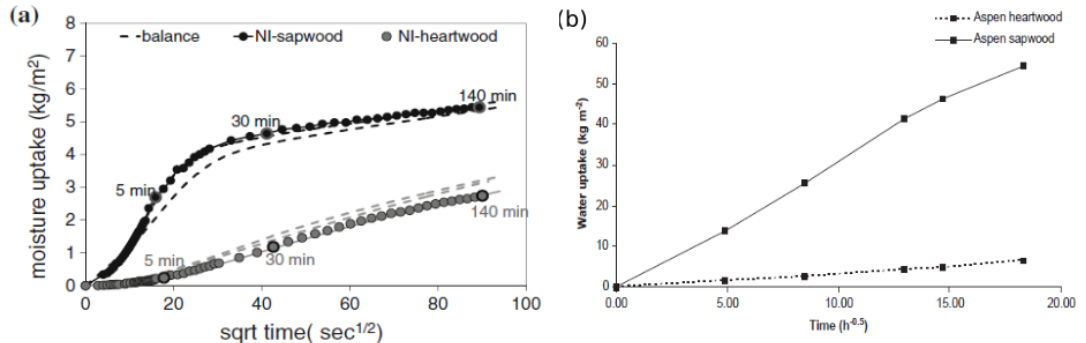 (a)
balance NI-sapwood NI-heartwood
moisture uptake (kg/m²)
8
7
6
5
4
3
2
1
0
5 min
30 min
140 min
5 min
30 min
140 min
0 20 40 60 80 100
sqrt time( sec^1/2)
(b)
Aspen heartwood
Aspen sapwood
Water uptake (kg m⁻²)
60
50
40
30
20
10
0
0.00 5.00 10.00 15.00 20.00
Time (h⁻⁰·⁵)